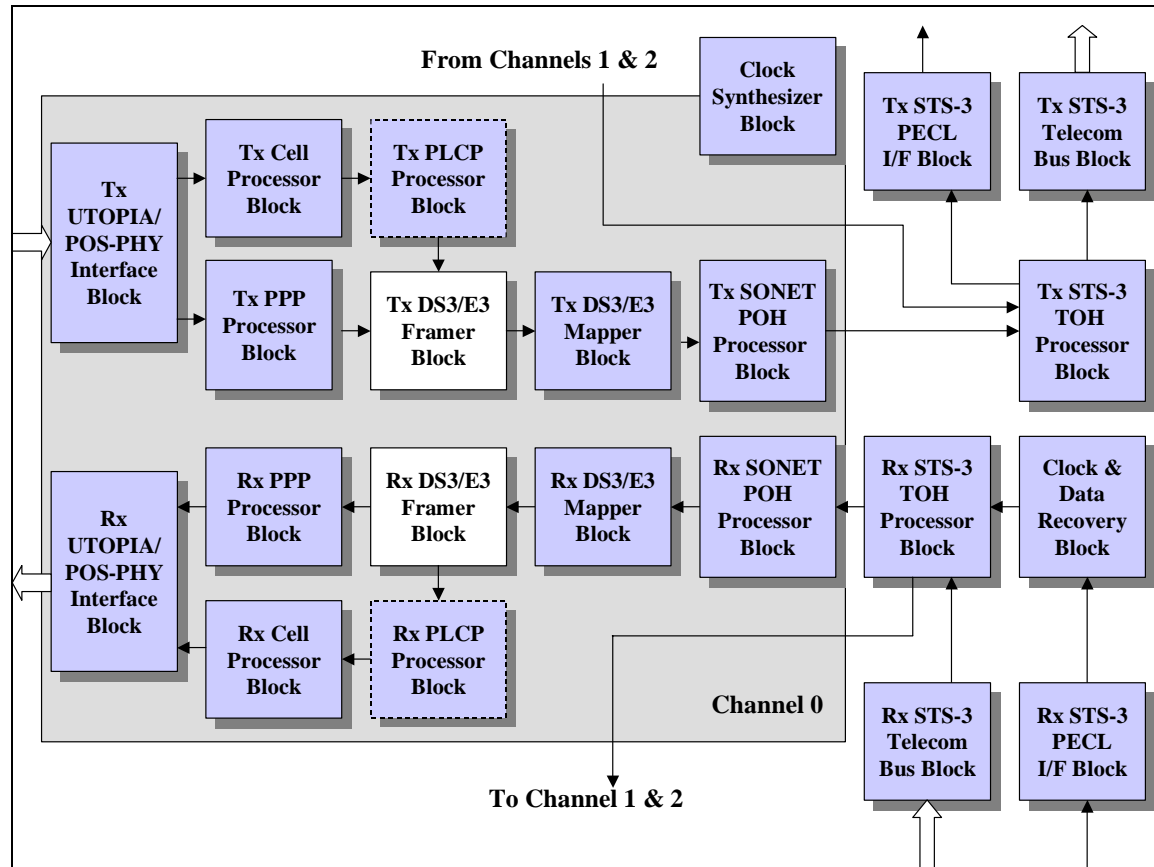 From Channels 1 & 2
Clock
Synthesizer
Block
Tx STS-3
PECL
I/F Block
Tx STS-3
Telecom
Bus Block
Tx
UTOPIA/
POS-PHY
Interface
Block
Tx Cell
Processor
Block
Tx PLCP
Processor
Block
Tx PPP
Processor
Block
Tx DS3/E3
Framer
Block
Tx DS3/E3
Mapper
Block
Tx SONET
POH
Processor
Block
Tx STS-3
TOH
Processor
Block
Rx
UTOPIA/
POS-PHY
Interface
Block
Rx PPP
Processor
Block
Rx DS3/E3
Framer
Block
Rx DS3/E3
Mapper
Block
Rx SONET
POH
Processor
Block
Rx STS-3
TOH
Processor
Block
Clock &
Data
Recovery
Block
Rx Cell
Processor
Block
Rx PLCP
Processor
Block
Channel 0
Rx STS-3
Telecom
Bus Block
Rx STS-3
PECL
I/F Block
To Channel 1 & 2